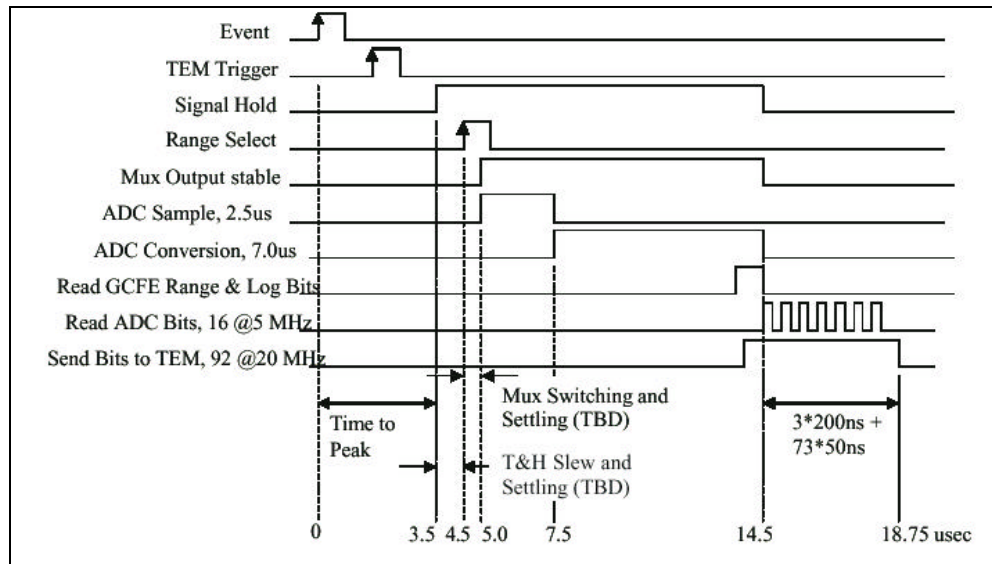 Event
TEM Trigger
Signal Hold
Range Select
Mux Output stable
ADC Sample, 2.5us
ADC Conversion, 7.0us
Read GCFE Range & Log Bits
Read ADC Bits, 16 @5 MHz
Send Bits to TEM, 92 @20 MHz
Time to
Peak
Mux Switching and
Settling (TBD)
T&H Slew and
Settling (TBD)
3*200ns +
73*50ns
0 3.5 4.5 5.0 7.5 14.5 18.75 usec